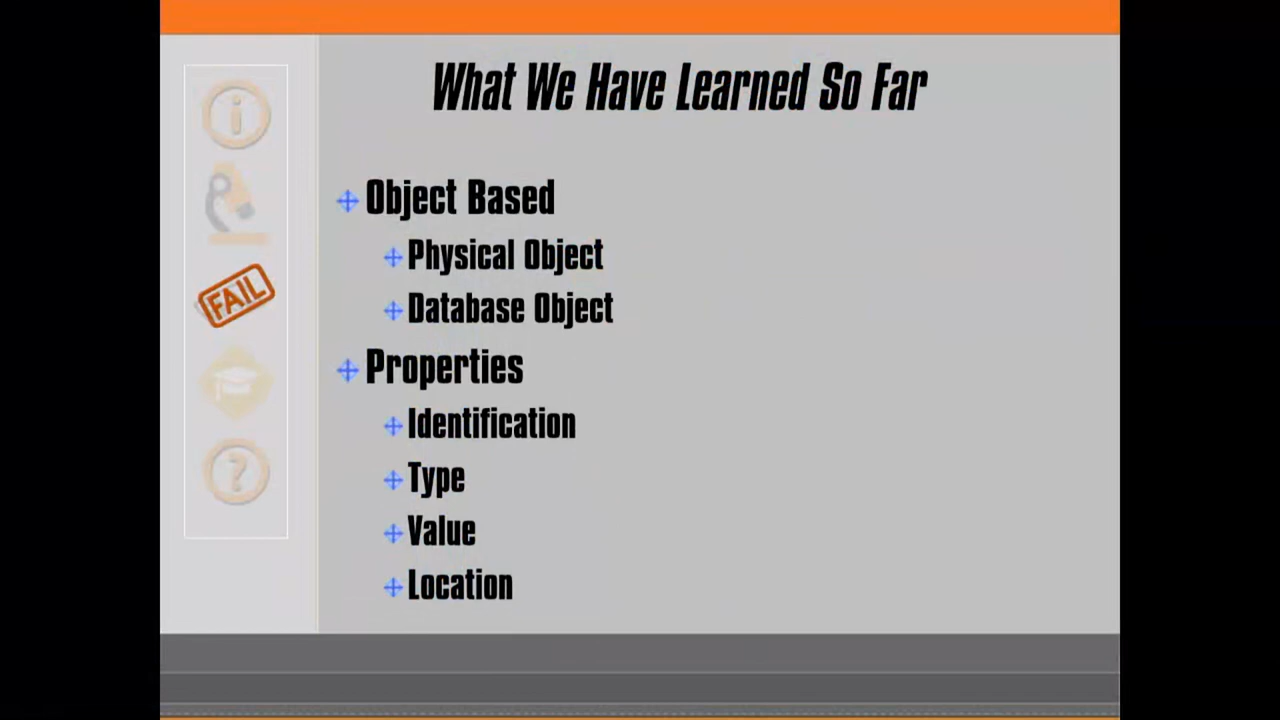 What We Have Learned So Far
Object Based
Physical Object
Database Object
Properties
Identification
Type
Value
Location
i
FAIL
?